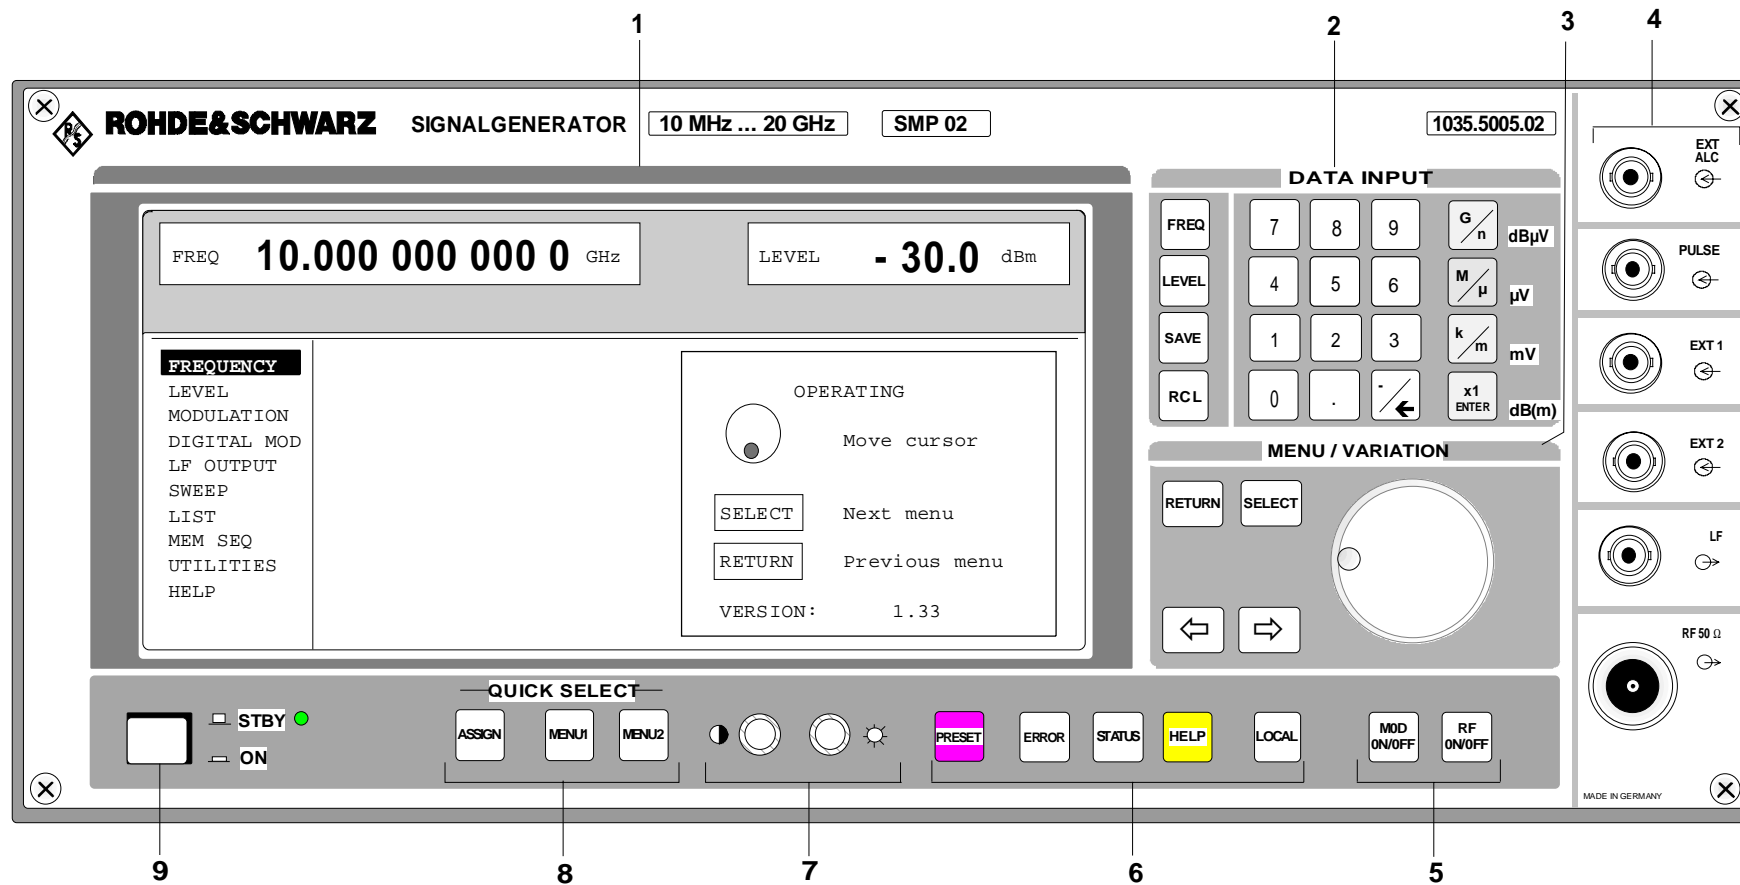 1
2
3
4
R&S
ROHDE&SCHWARZ SIGNALGENERATOR 10 MHz ... 20 GHz SMP 02 1035.5005.02
FREQ 10.000 000 000 0 GHz LEVEL - 30.0 dBm
FREQUENCY
LEVEL
MODULATION
DIGITAL MOD
LF OUTPUT
SWEEP
LIST
MEM SEQ
UTILITIES
HELP
OPERATING
Move cursor
SELECT Next menu
RETURN Previous menu
VERSION: 1.33
DATA INPUT
FREQ 7 8 9 G/n dBµV
LEVEL 4 5 6 M/µ µV
SAVE 1 2 3 k/m mV
RCL 0 . -/← x1 ENTER dB(m)
MENU / VARIATION
RETURN SELECT
⇦ ⇨
EXT
ALC
PULSE
EXT 1
EXT 2
LF
RF 50 Ω
MADE IN GERMANY
STBY
ON
QUICK SELECT
ASSIGN MENU1 MENU2
PRESET ERROR STATUS HELP LOCAL
M0D
0N/0FF
RF
0N/0FF
9
8
7
6
5